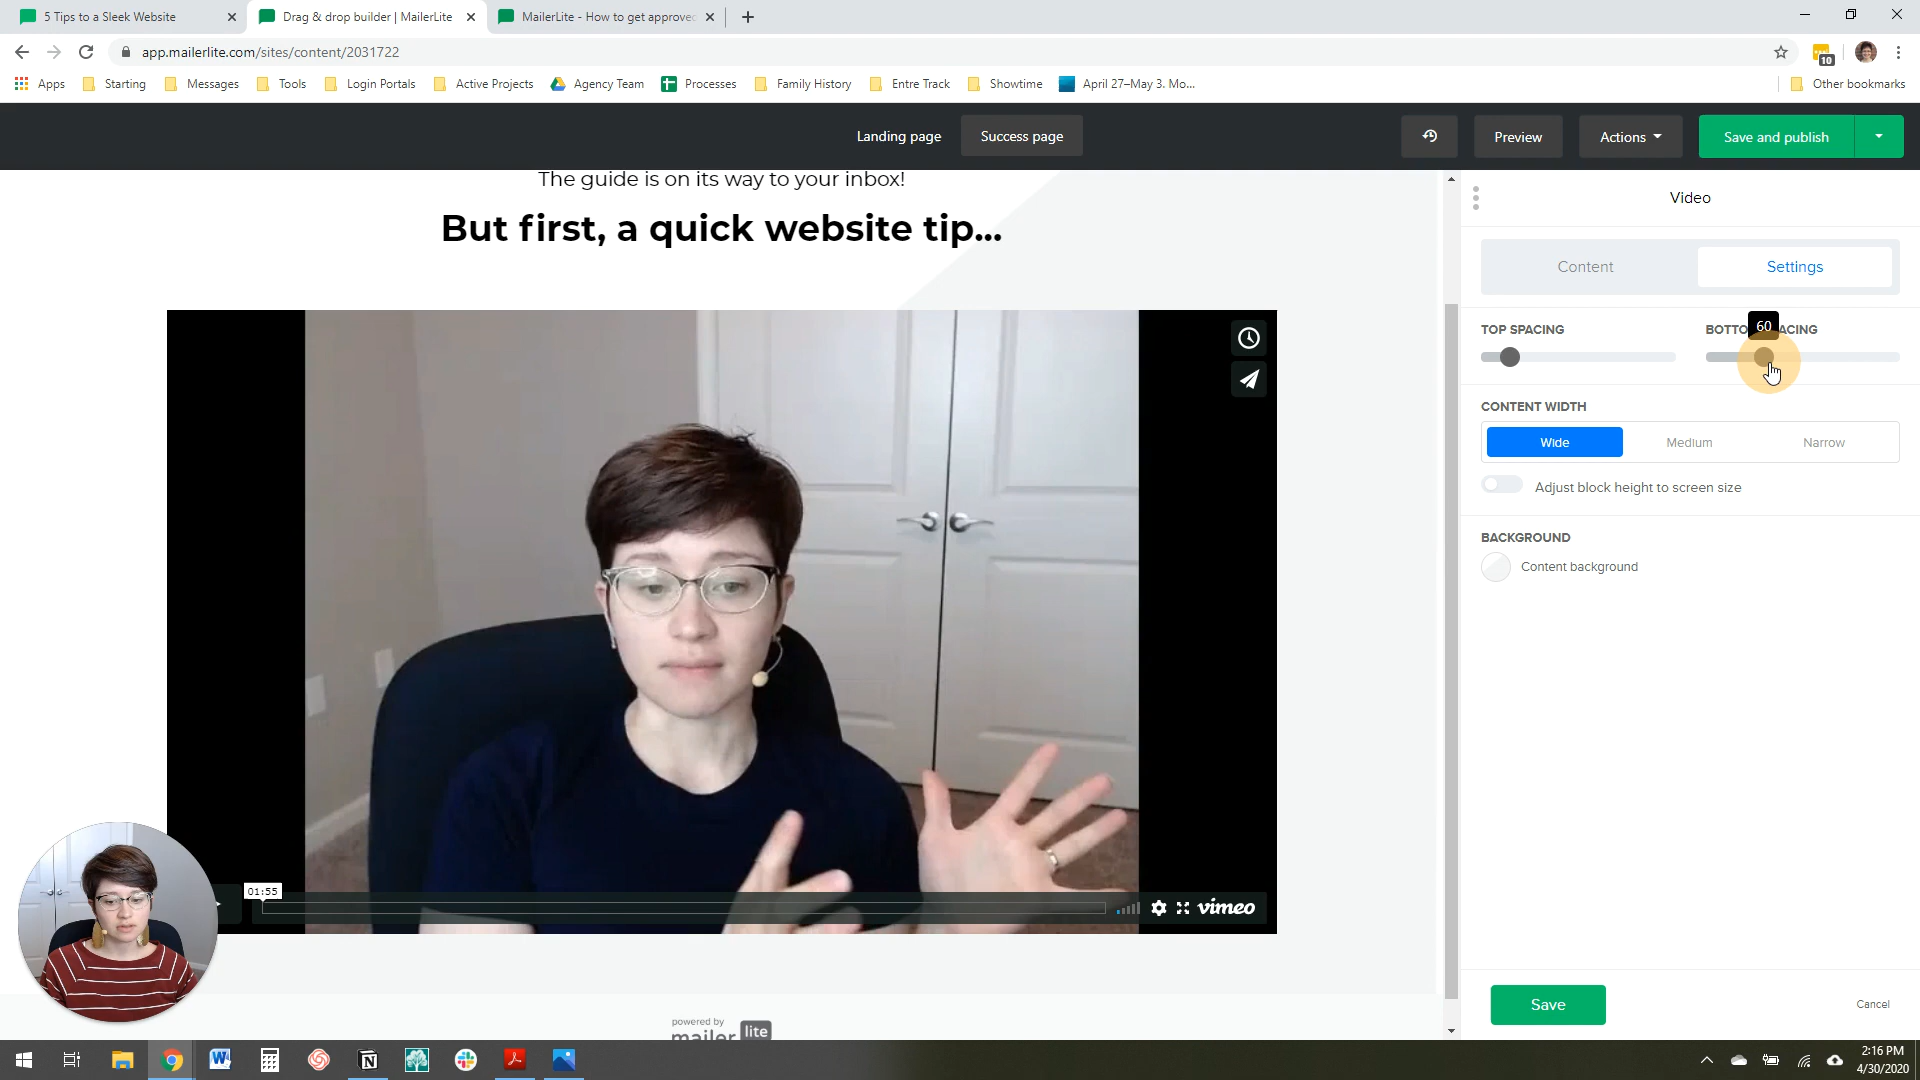 5 Tips to a Sleek Website
Drag & drop builder | MailerLite
MailerLite - How to get approved
app.mailerlite.com/sites/content/2031722
10
Apps
Starting
Messages
Tools
Login Portals
Active Projects
Agency Team
Processes
Family History
Entre Track
Showtime
April 27–May 3. Mo...
Other bookmarks
Landing page
Success page
Preview
Actions
Save and publish
The guide is on its way to your inbox!
But first, a quick website tip...
Video
Content
Settings
TOP SPACING
60
BOTTO ACING
CONTENT WIDTH
Wide
Medium
Narrow
Adjust block height to screen size
BACKGROUND
Content background
01:55
vimeo
powered by
mailer lite
Save
Cancel
2:16 PM
4/30/2020